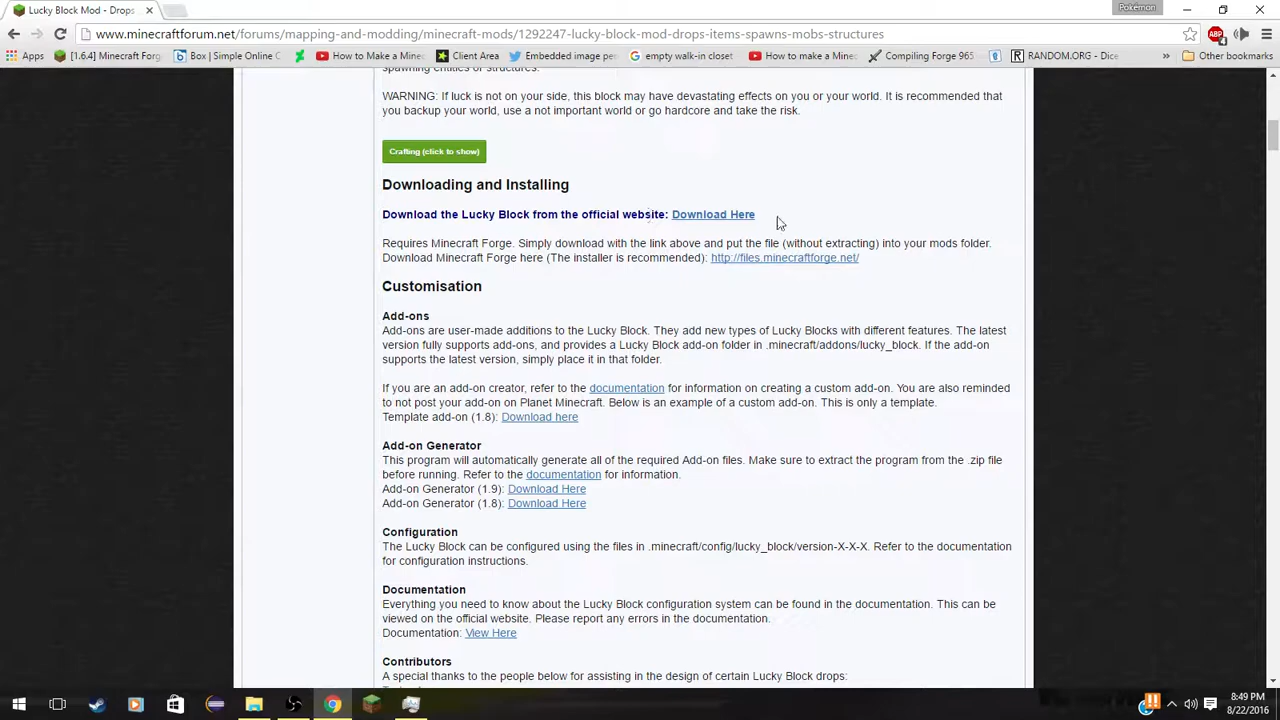 Lucky Block Mod - Drops
Pokémon
www.minecraftforum.net/forums/mapping-and-modding/minecraft-mods/1292247-lucky-block-mod-drops-items-spawns-mobs-structures
Apps [1.6.4] Minecraft Forg Box | Simple Online C How to Make a Minec Client Area Embedded image per empty walk-in closet How to Make a Minec Compiling Forge 965 RANDOM.ORG - Dice » Other bookmarks
spawning entities or structures.
WARNING: If luck is not on your side, this block may have devastating effects on you or your world. It is recommended that
you backup your world, use a not important world or go hardcore and take the risk.
Crafting (click to show)
Downloading and Installing
Download the Lucky Block from the official website: Download Here
Requires Minecraft Forge. Simply download with the link above and put the file (without extracting) into your mods folder.
Download Minecraft Forge here (The installer is recommended): http://files.minecraftforge.net/
Customisation
Add-ons
Add-ons are user-made additions to the Lucky Block. They add new types of Lucky Blocks with different features. The latest
version fully supports add-ons, and provides a Lucky Block add-on folder in .minecraft/addons/lucky_block. If the add-on
supports the latest version, simply place it in that folder.
If you are an add-on creator, refer to the documentation for information on creating a custom add-on. You are also reminded
to not post your add-on on Planet Minecraft. Below is an example of a custom add-on. This is only a template.
Template add-on (1.8): Download here
Add-on Generator
This program will automatically generate all of the required Add-on files. Make sure to extract the program from the .zip file
before running. Refer to the documentation for information.
Add-on Generator (1.9): Download Here
Add-on Generator (1.8): Download Here
Configuration
The Lucky Block can be configured using the files in .minecraft/config/lucky_block/version-X-X-X. Refer to the documentation
for configuration instructions.
Documentation
Everything you need to know about the Lucky Block configuration system can be found in the documentation. This can be
viewed on the official website. Please report any errors in the documentation.
Documentation: View Here
Contributors
A special thanks to the people below for assisting in the design of certain Lucky Block drops:
8:49 PM
8/22/2016